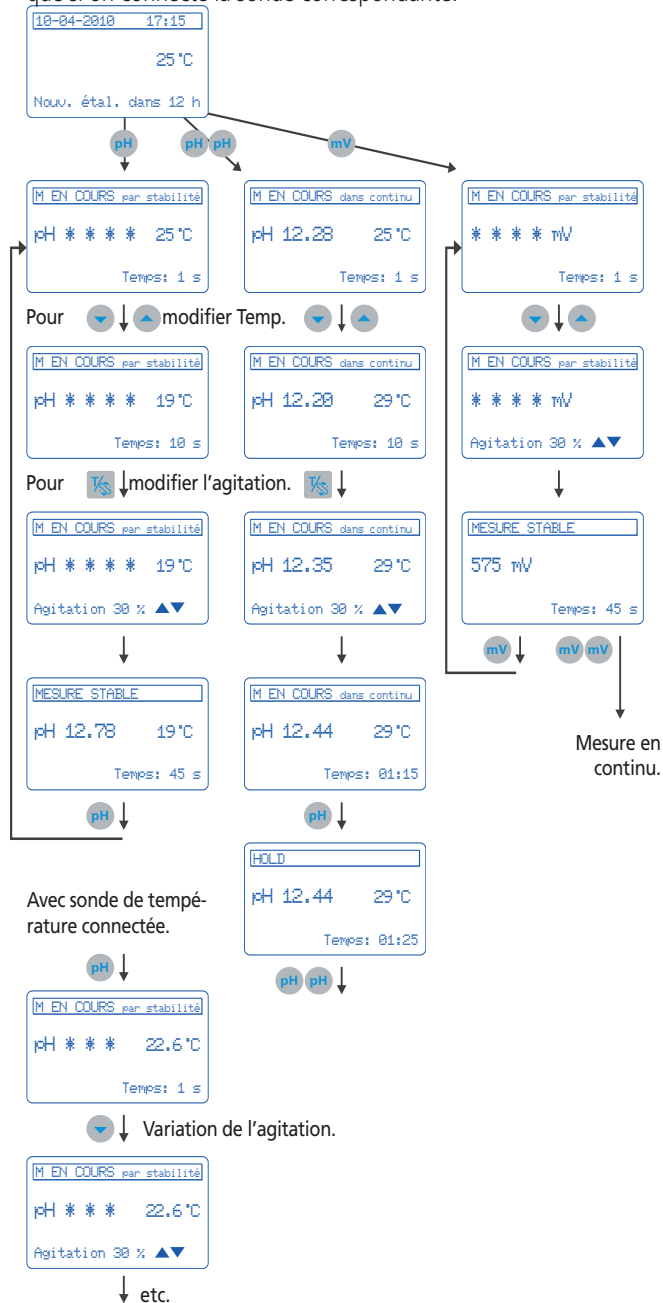 que si on connecte la sonde correspondante.
10-04-2010 17:15
25°C
Nouv. étal. dans 12 h
pH
pH pH
mV
M EN COURS par stabilité
pH * * * * 25°C
Temps: 1 s
M EN COURS dans continu
pH 12.28 25°C
Temps: 1 s
M EN COURS par stabilité
* * * * mV
Temps: 1 s
Pour modifier Temp.
M EN COURS par stabilité
pH * * * * 19°C
Temps: 10 s
M EN COURS dans continu
pH 12.20 29°C
Temps: 10 s
M EN COURS par stabilité
* * * * mV
Agitation 30 % ▲▼
Pour modifier l'agitation.
M EN COURS par stabilité
pH * * * * 19°C
Agitation 30 % ▲▼
M EN COURS dans continu
pH 12.35 29°C
Agitation 30 % ▲▼
MESURE STABLE
575 mV
Temps: 45 s
mV
mV mV
MESURE STABLE
pH 12.78 19°C
Temps: 45 s
M EN COURS dans continu
pH 12.44 29°C
Temps: 01:15
Mesure en
continu.
pH
pH
HOLD
pH 12.44 29°C
Temps: 01:25
pH pH
Avec sonde de tempé-
rature connectée.
pH
M EN COURS par stabilité
pH * * * 22.6°C
Temps: 1 s
Variation de l'agitation.
M EN COURS par stabilité
pH * * * 22.6°C
Agitation 30 % ▲▼
etc.